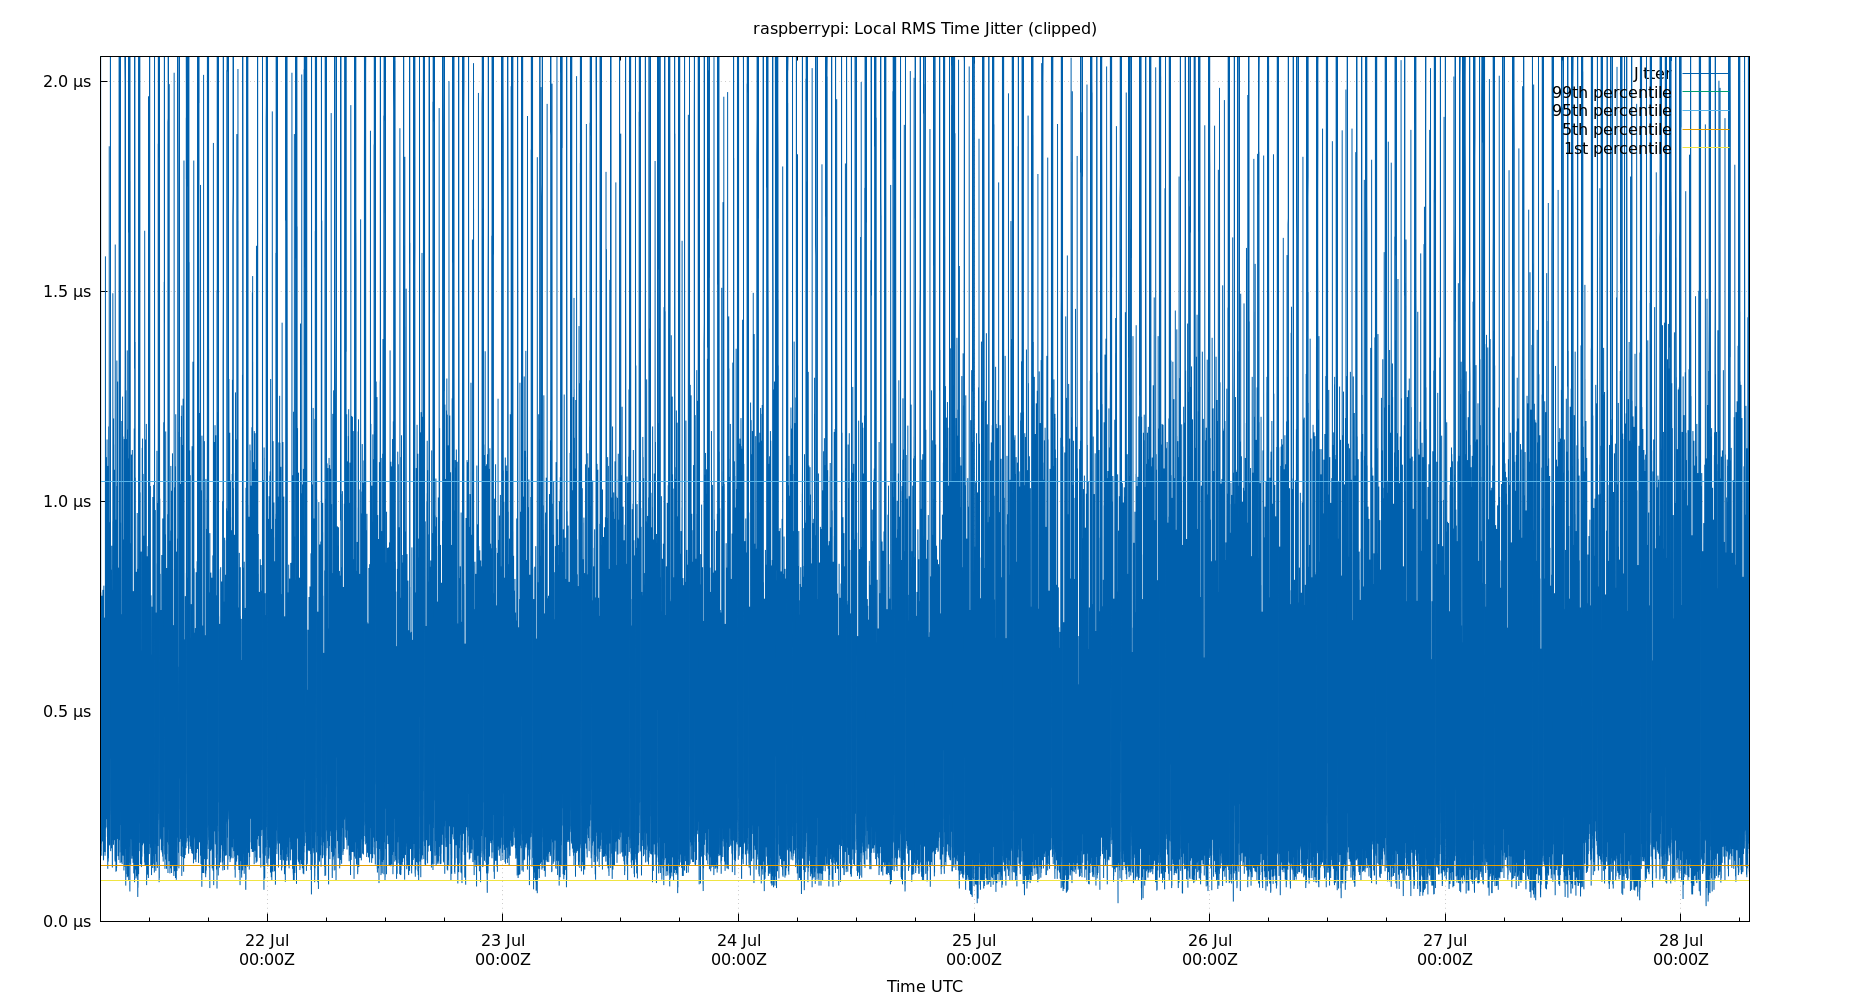 raspberrypi: Local RMS Time Jitter (clipped)
2.0 µs
1.5 µs
1.0 µs
0.5 µs
0.0 µs
Jitter
99th percentile
95th percentile
5th percentile
1st percentile
22 Jul
00:00Z
23 Jul
00:00Z
24 Jul
00:00Z
25 Jul
00:00Z
26 Jul
00:00Z
27 Jul
00:00Z
28 Jul
00:00Z
Time UTC